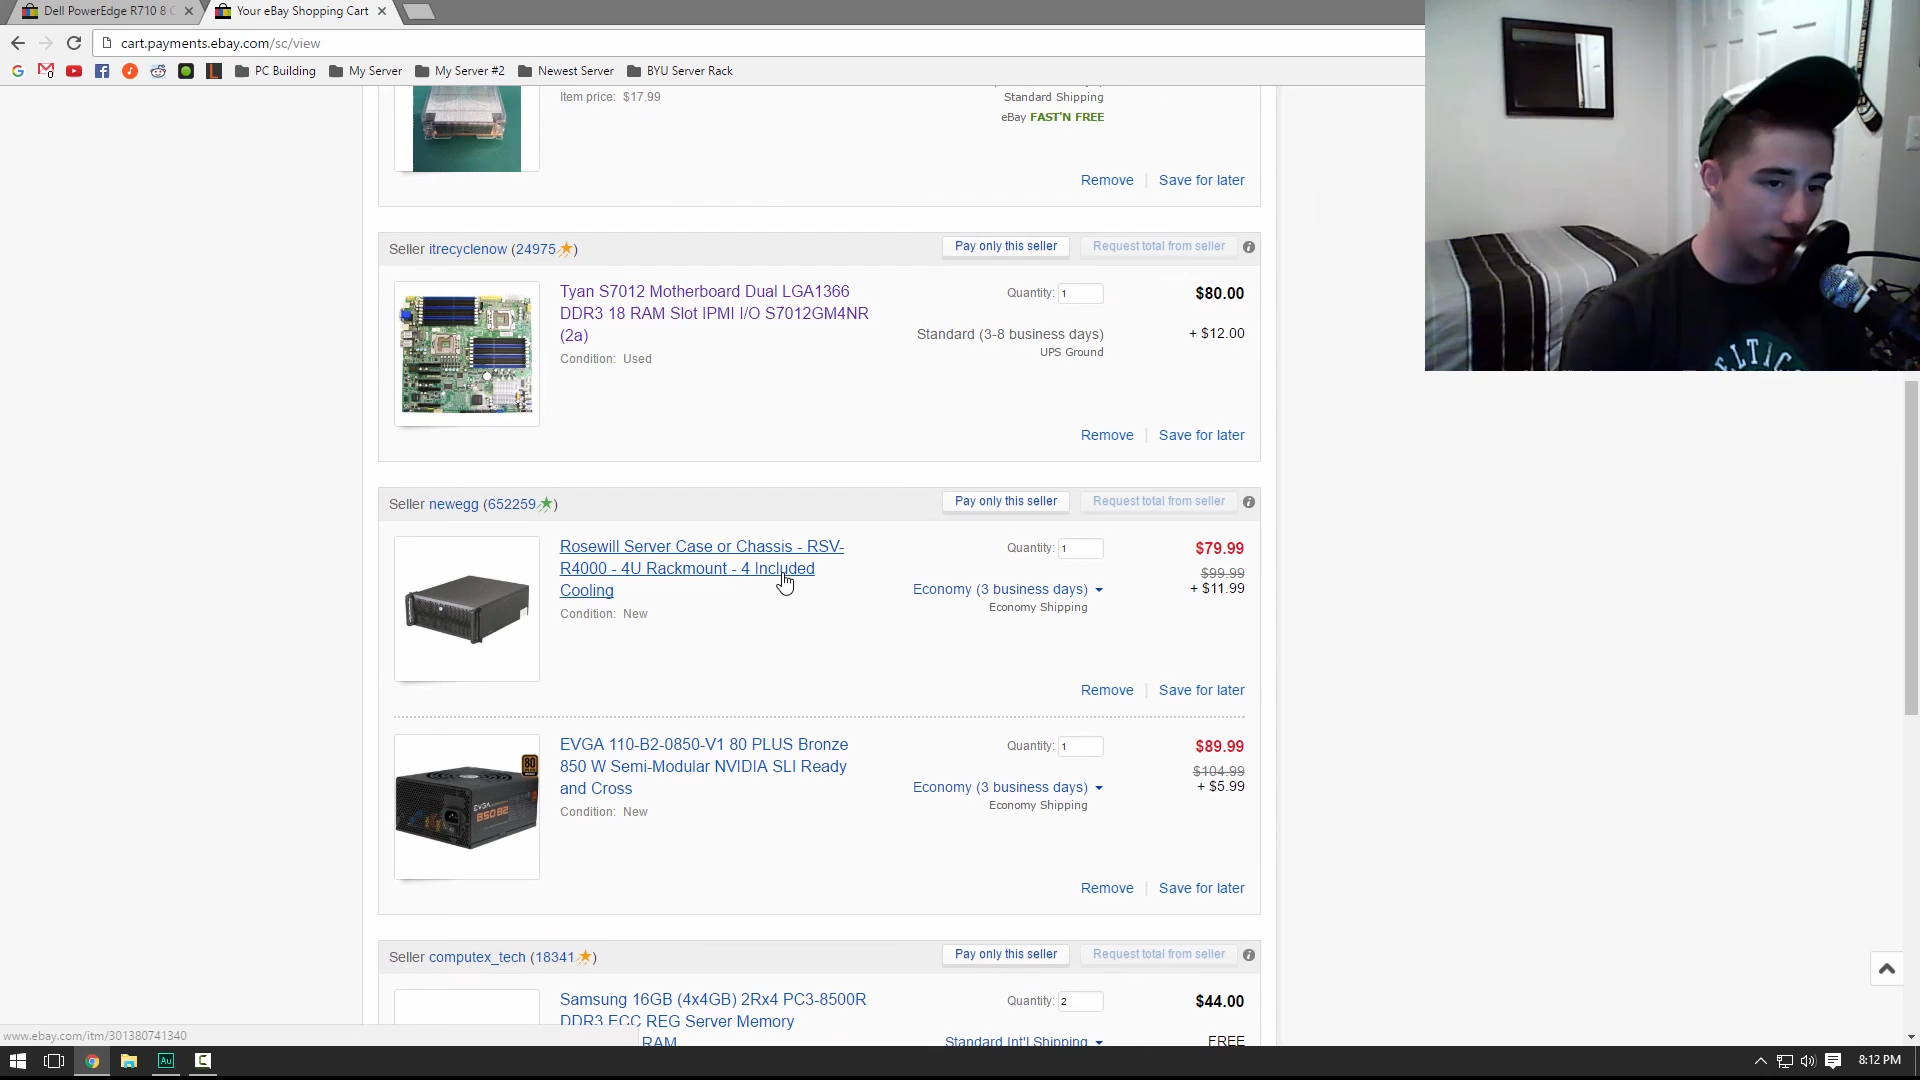 Dell PowerEdge R710 8 C
Your eBay Shopping Cart
cart.payments.ebay.com/sc/view
PC Building My Server My Server #2 Newest Server BYU Server Rack
Item price: $17.99
Standard Shipping
eBay FAST'N FREE
Remove Save for later
Seller itrecyclenow (24975)
Pay only this seller Request total from seller
Tyan S7012 Motherboard Dual LGA1366
DDR3 18 RAM Slot IPMI I/O S7012GM4NR
(2a)
Condition: Used
Quantity: 1 $80.00
Standard (3-8 business days) + $12.00
UPS Ground
Remove Save for later
Seller newegg (652259)
Pay only this seller Request total from seller
Rosewill Server Case or Chassis - RSV-
R4000 - 4U Rackmount - 4 Included
Cooling
Condition: New
Quantity: 1 $79.99
$99.99
Economy (3 business days) + $11.99
Economy Shipping
Remove Save for later
EVGA 110-B2-0850-V1 80 PLUS Bronze
850 W Semi-Modular NVIDIA SLI Ready
and Cross
Condition: New
Quantity: 1 $89.99
$104.99
Economy (3 business days) + $5.99
Economy Shipping
80
EVGA
850 B2
Remove Save for later
Seller computex_tech (18341)
Pay only this seller Request total from seller
Samsung 16GB (4x4GB) 2Rx4 PC3-8500R
DDR3 ECC REG Server Memory
RAM
Quantity: 2 $44.00
Standard Int'l Shipping FREE
www.ebay.com/itm/301380741340
Au
8:12 PM